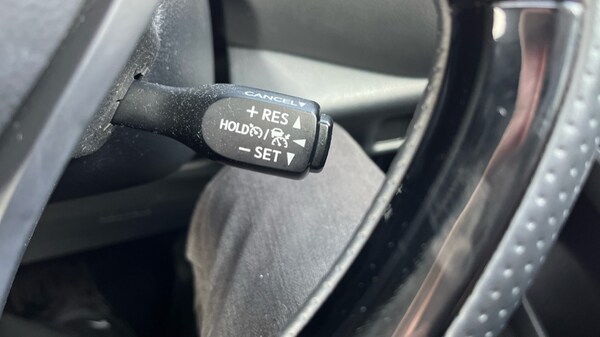 CANCEL▼
+ RES ▲
HOLD / ◀
− SET ▼